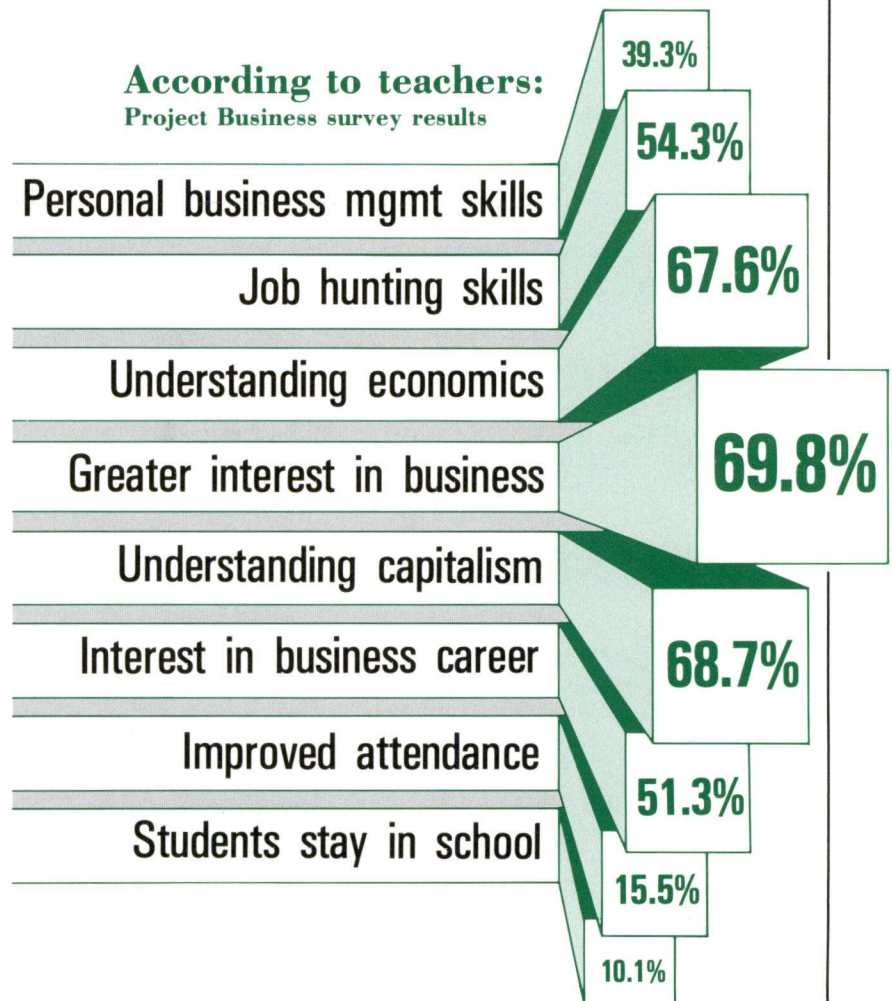 According to teachers:
Project Business survey results
Personal business mgmt skills
39.3%
Job hunting skills
54.3%
Understanding economics
67.6%
Greater interest in business
69.8%
Understanding capitalism
68.7%
Interest in business career
51.3%
Improved attendance
15.5%
Students stay in school
10.1%